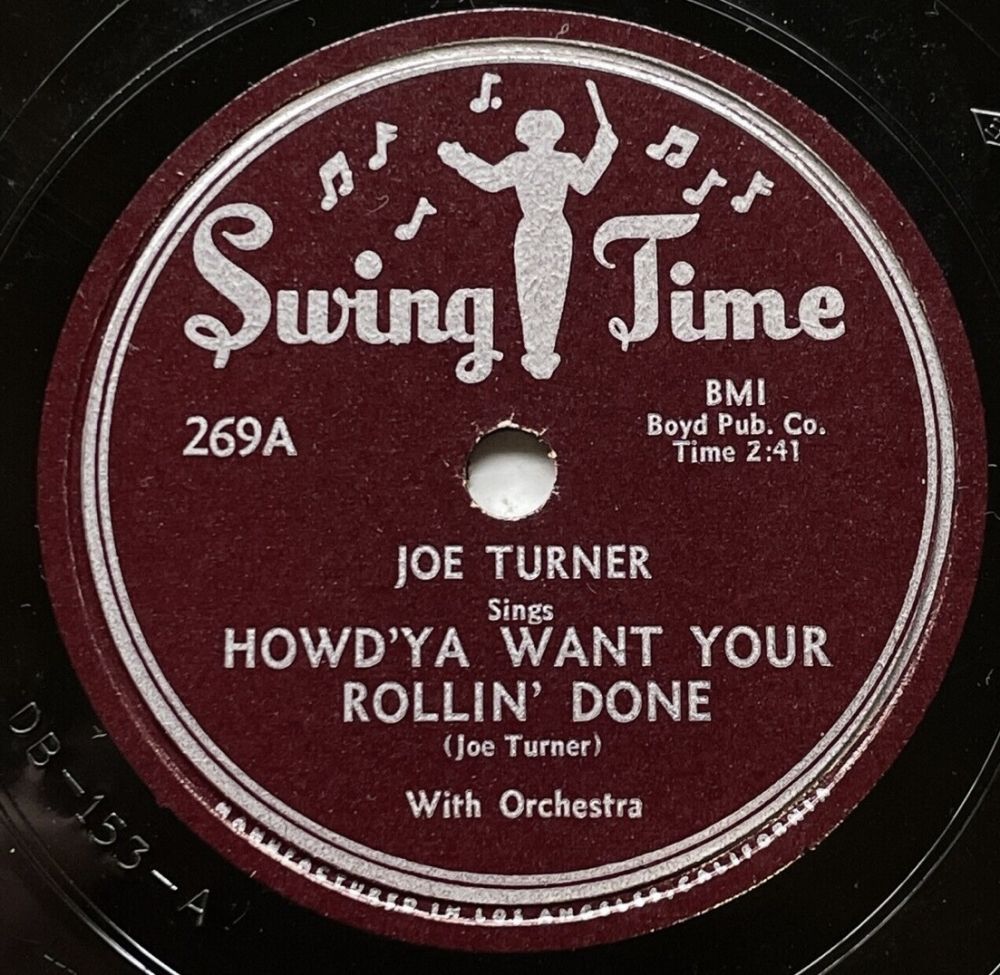 Swing Time
269A
BMI
Boyd Pub. Co.
Time 2:41
JOE TURNER
Sings
HOWD'YA WANT YOUR
ROLLIN' DONE
(Joe Turner)
With Orchestra
MANUFACTURED IN LOS ANGELES, CALIFORNIA
DB-153-A